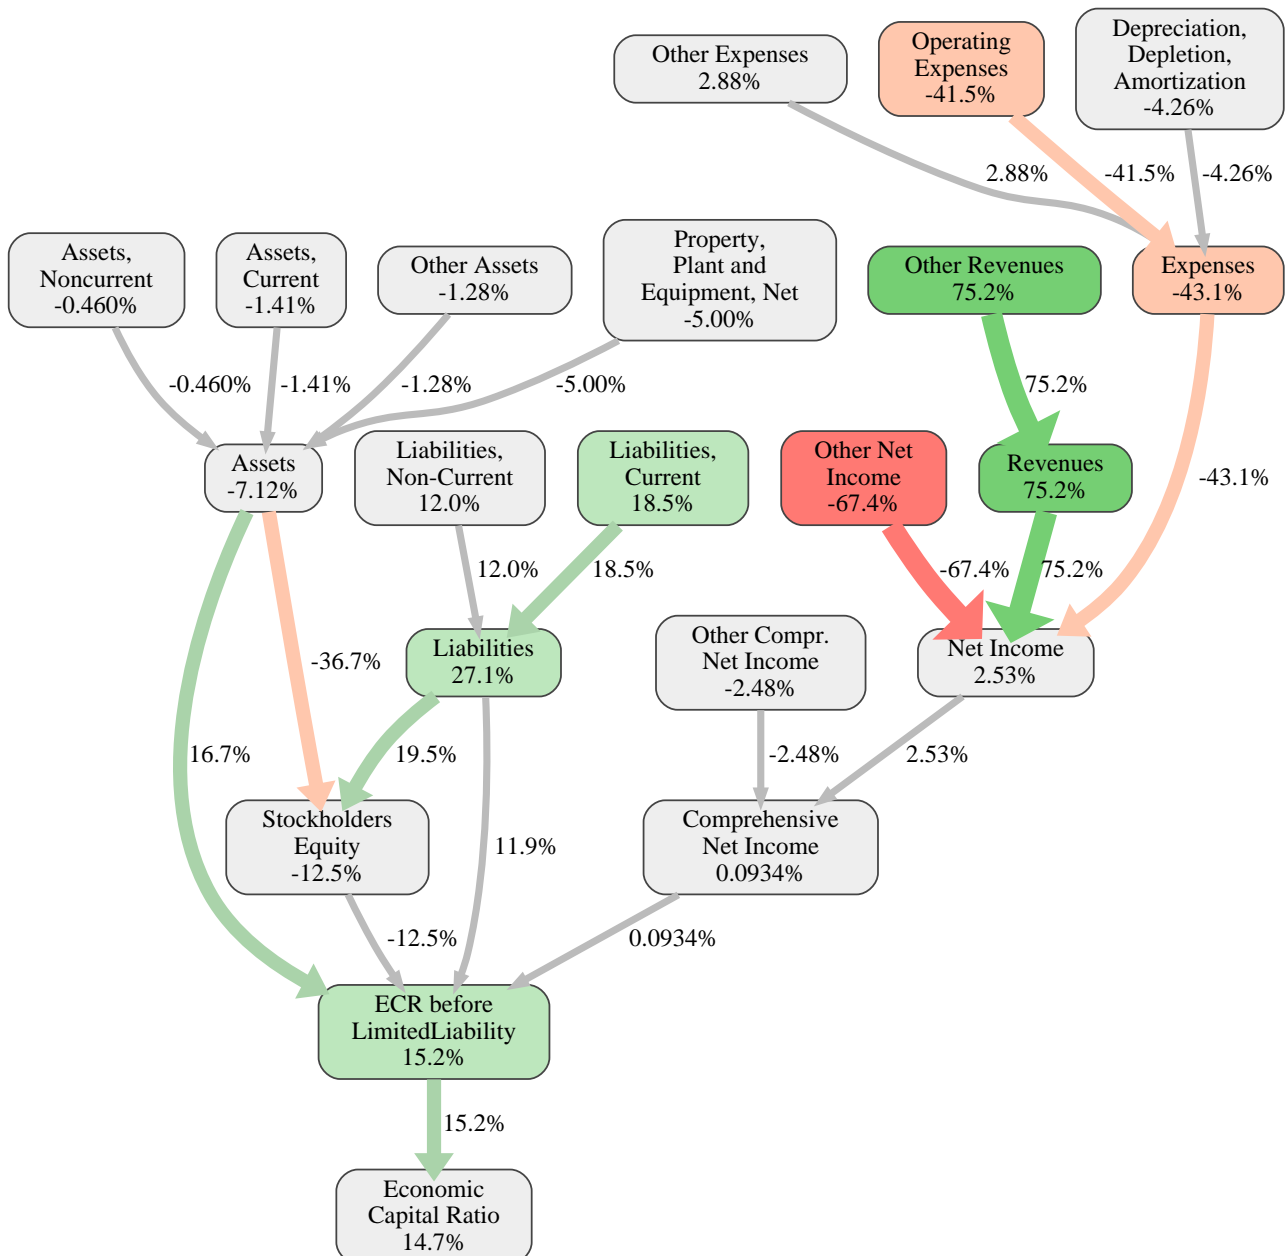 Other Expenses
2.88%
Operating
Expenses
-41.5%
Depreciation,
Depletion,
Amortization
-4.26%
2.88%
-41.5%
-4.26%
Assets,
Noncurrent
-0.460%
Assets,
Current
-1.41%
Other Assets
-1.28%
Property,
Plant and
Equipment, Net
-5.00%
Other Revenues
75.2%
Expenses
-43.1%
-0.460%
-1.41%
-1.28%
-5.00%
75.2%
Assets
-7.12%
Liabilities,
Non-Current
12.0%
Liabilities,
Current
18.5%
Other Net
Income
-67.4%
Revenues
75.2%
-43.1%
12.0%
18.5%
-67.4%
75.2%
-36.7%
Liabilities
27.1%
Other Compr.
Net Income
-2.48%
Net Income
2.53%
16.7%
19.5%
-2.48%
2.53%
Stockholders
Equity
-12.5%
11.9%
Comprehensive
Net Income
0.0934%
-12.5%
0.0934%
ECR before
LimitedLiability
15.2%
15.2%
Economic
Capital Ratio
14.7%